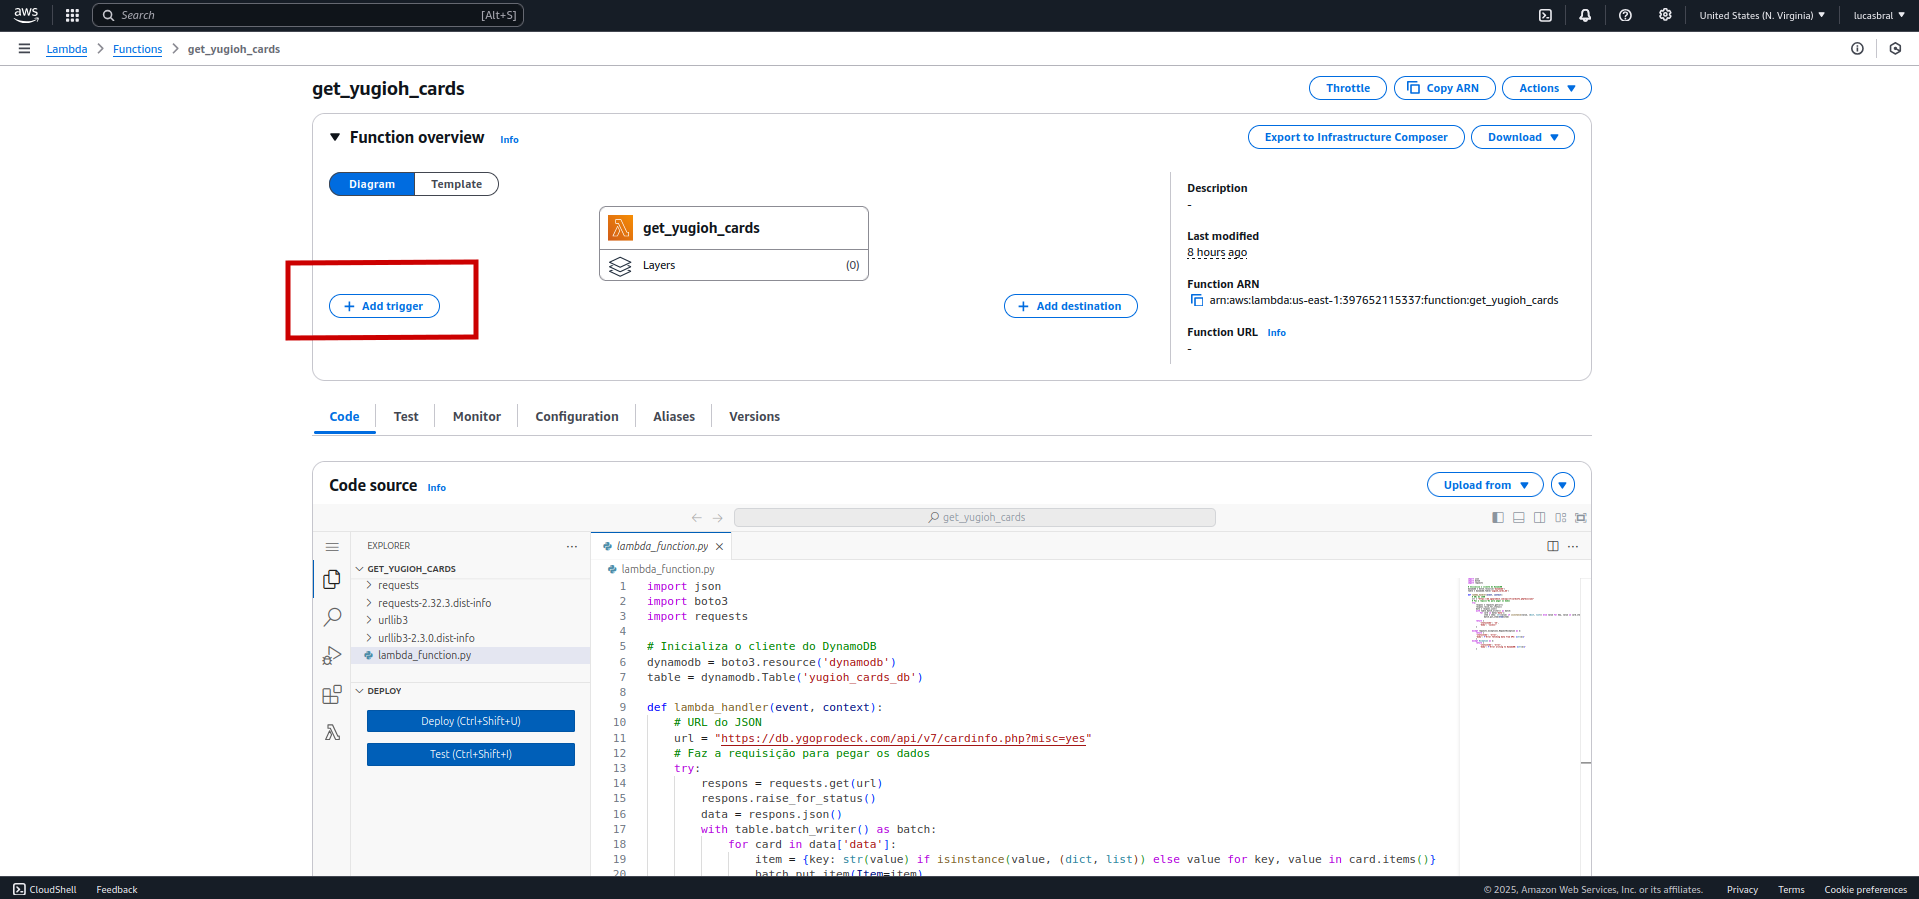 aws
Search [Alt+S]
United States (N. Virginia)
lucasbral
Lambda
Functions
get_yugioh_cards
get_yugioh_cards
Throttle
Copy ARN
Actions
Function overview Info
Export to Infrastructure Composer
Download
Diagram
Template
get_yugioh_cards
Layers (0)
+ Add trigger
+ Add destination
Description
-
Last modified
8 hours ago
Function ARN
arn:aws:lambda:us-east-1:397652115337:function:get_yugioh_cards
Function URL Info
-
Code
Test
Monitor
Configuration
Aliases
Versions
Code source Info
Upload from
get_yugioh_cards
EXPLORER
GET_YUGIOH_CARDS
requests
requests-2.32.3.dist-info
urllib3
urllib3-2.3.0.dist-info
lambda_function.py
DEPLOY
Deploy (Ctrl+Shift+U)
Test (Ctrl+Shift+I)
lambda_function.py
lambda_function.py
1 import json
2 import boto3
3 import requests
4
5 # Inicializa o cliente do DynamoDB
6 dynamodb = boto3.resource('dynamodb')
7 table = dynamodb.Table('yugioh_cards_db')
8
9 def lambda_handler(event, context):
10 # URL do JSON
11 url = "https://db.ygoprodeck.com/api/v7/cardinfo.php?misc=yes"
12 # Faz a requisição para pegar os dados
13 try:
14 respons = requests.get(url)
15 respons.raise_for_status()
16 data = respons.json()
17 with table.batch_writer() as batch:
18 for card in data['data']:
19 item = {key: str(value) if isinstance(value, (dict, list)) else value for key, value in card.items()}
20 batch.put_item(Item=item)
CloudShell
Feedback
© 2025, Amazon Web Services, Inc. or its affiliates.
Privacy
Terms
Cookie preferences